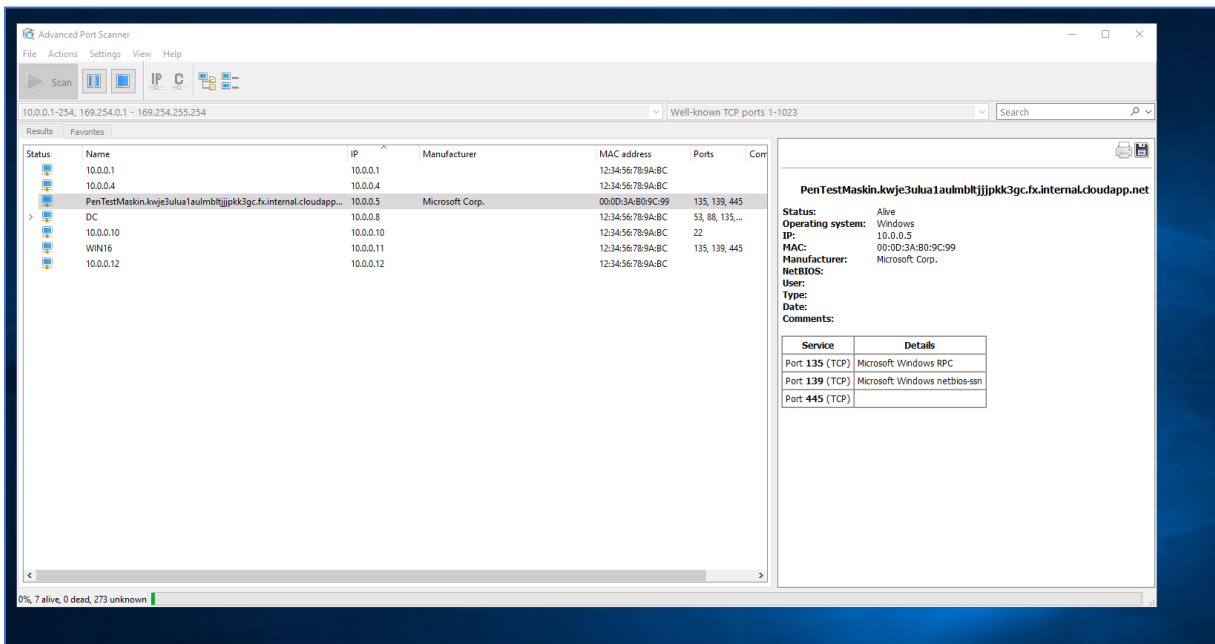 Advanced Port Scanner
File Actions Settings View Help
Scan IP C
10.0.0.1-254, 169.254.0.1 - 169.254.255.254 Well-known TCP ports 1-1023 Search
Results Favorites
Status Name IP Manufacturer MAC address Ports Com
10.0.0.1 10.0.0.1 12:34:56:78:9A:BC
10.0.0.4 10.0.0.4 12:34:56:78:9A:BC
PenTestMaskin.kwje3ulua1aulmbltjjjpkk3gc.fx.internal.cloudapp... 10.0.0.5 Microsoft Corp. 00:0D:3A:B0:9C:99 135, 139, 445
DC 10.0.0.8 12:34:56:78:9A:BC 53, 88, 135,...
10.0.0.10 10.0.0.10 12:34:56:78:9A:BC 22
WIN16 10.0.0.11 12:34:56:78:9A:BC 135, 139, 445
10.0.0.12 10.0.0.12 12:34:56:78:9A:BC
PenTestMaskin.kwje3ulua1aulmbltjjjpkk3gc.fx.internal.cloudapp.net
Status: Alive
Operating system: Windows
IP: 10.0.0.5
MAC: 00:0D:3A:B0:9C:99
Manufacturer: Microsoft Corp.
NetBIOS:
User:
Type:
Date:
Comments:
Service Details
Port 135 (TCP) Microsoft Windows RPC
Port 139 (TCP) Microsoft Windows netbios-ssn
Port 445 (TCP)
0%, 7 alive, 0 dead, 273 unknown